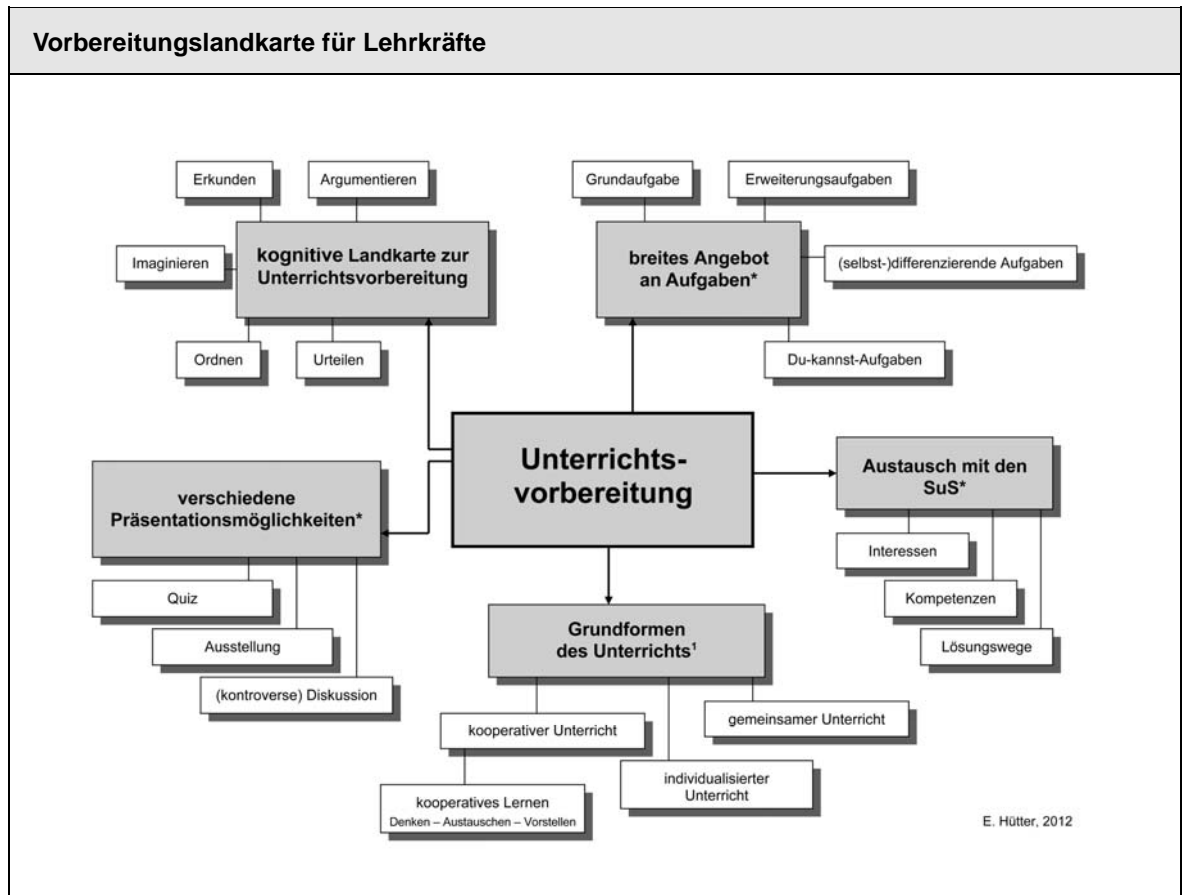 Vorbereitungslandkarte für Lehrkräfte
Erkunden
Argumentieren
Imaginieren
kognitive Landkarte zur
Unterrichtsvorbereitung
Ordnen
Urteilen
Grundaufgabe
Erweiterungsaufgaben
breites Angebot
an Aufgaben*
(selbst-)differenzierende Aufgaben
Du-kannst-Aufgaben
Unterrichts-
vorbereitung
verschiedene
Präsentationsmöglichkeiten*
Quiz
Ausstellung
(kontroverse) Diskussion
Austausch mit den
SuS*
Interessen
Kompetenzen
Lösungswege
Grundformen
des Unterrichts¹
kooperativer Unterricht
gemeinsamer Unterricht
individualisierter
Unterricht
kooperatives Lernen
Denken – Austauschen – Vorstellen
E. Hütter, 2012